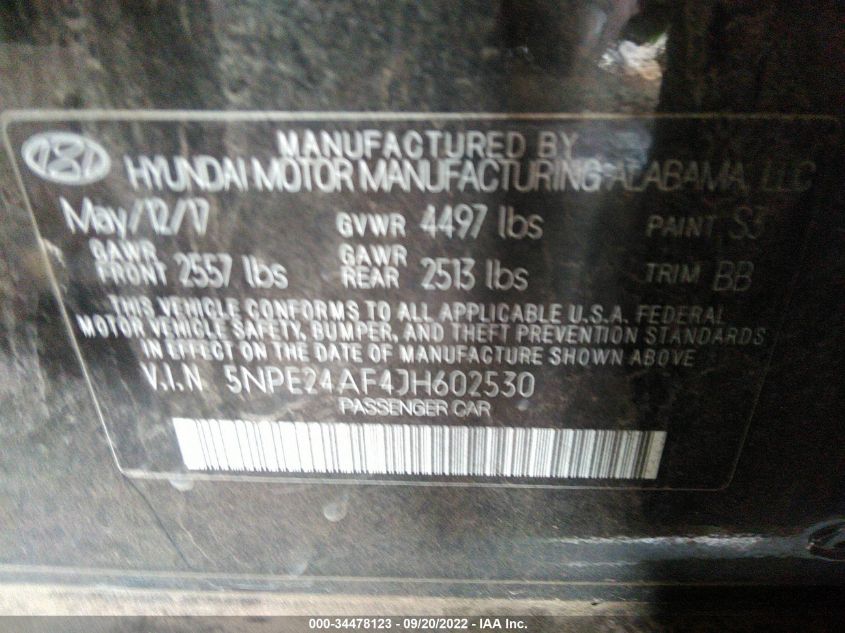 MANUFACTURED BY
HYUNDAI MOTOR MANUFACTURING ALABAMA, LLC
May/12/17 GVWR 4497 lbs PAINT S3
GAWR FRONT 2557 lbs GAWR REAR 2513 lbs TRIM BB
THIS VEHICLE CONFORMS TO ALL APPLICABLE U.S.A. FEDERAL
MOTOR VEHICLE SAFETY, BUMPER, AND THEFT PREVENTION STANDARDS
IN EFFECT ON THE DATE OF MANUFACTURE SHOWN ABOVE
V.I.N 5NPE24AF4JH602530
PASSENGER CAR
000-34478123 - 09/20/2022 - IAA Inc.